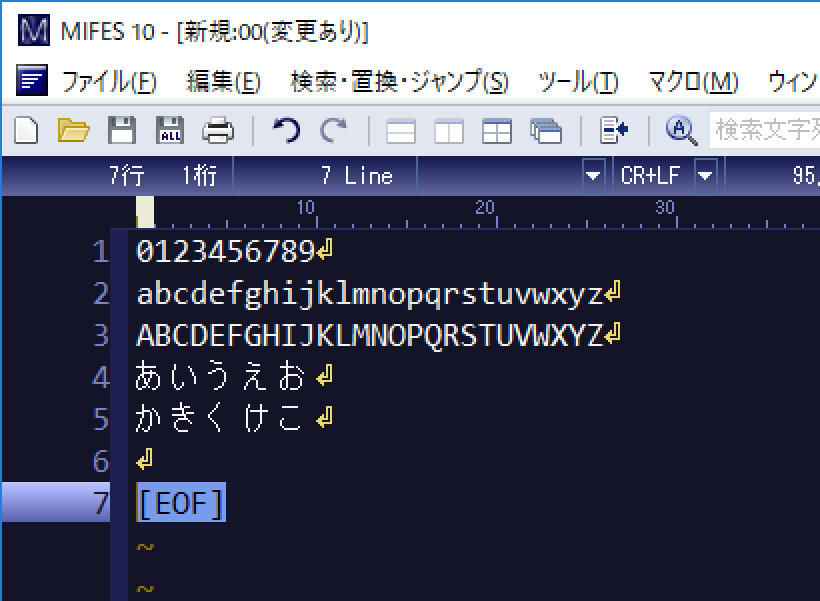 MIFES 10 - [新規:00(変更あり)]
ファイル(F) 編集(E) 検索・置換・ジャンプ(S) ツール(T) マクロ(M) ウィン
ALL A 検索文字列
7行 1桁 7 Line CR+LF 95,
10 20 30
1 0123456789⏎
2 abcdefghijklmnopqrstuvwxyz⏎
3 ABCDEFGHIJKLMNOPQRSTUVWXYZ⏎
4 あいうえお⏎
5 かきくけこ⏎
6 ⏎
7 [EOF]
~
~